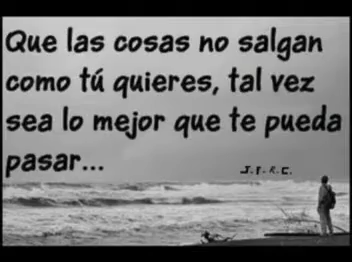 Que las cosas no salgan
como tú quieres, tal vez
sea lo mejor que te pueda
pasar...
J.F.R.C.